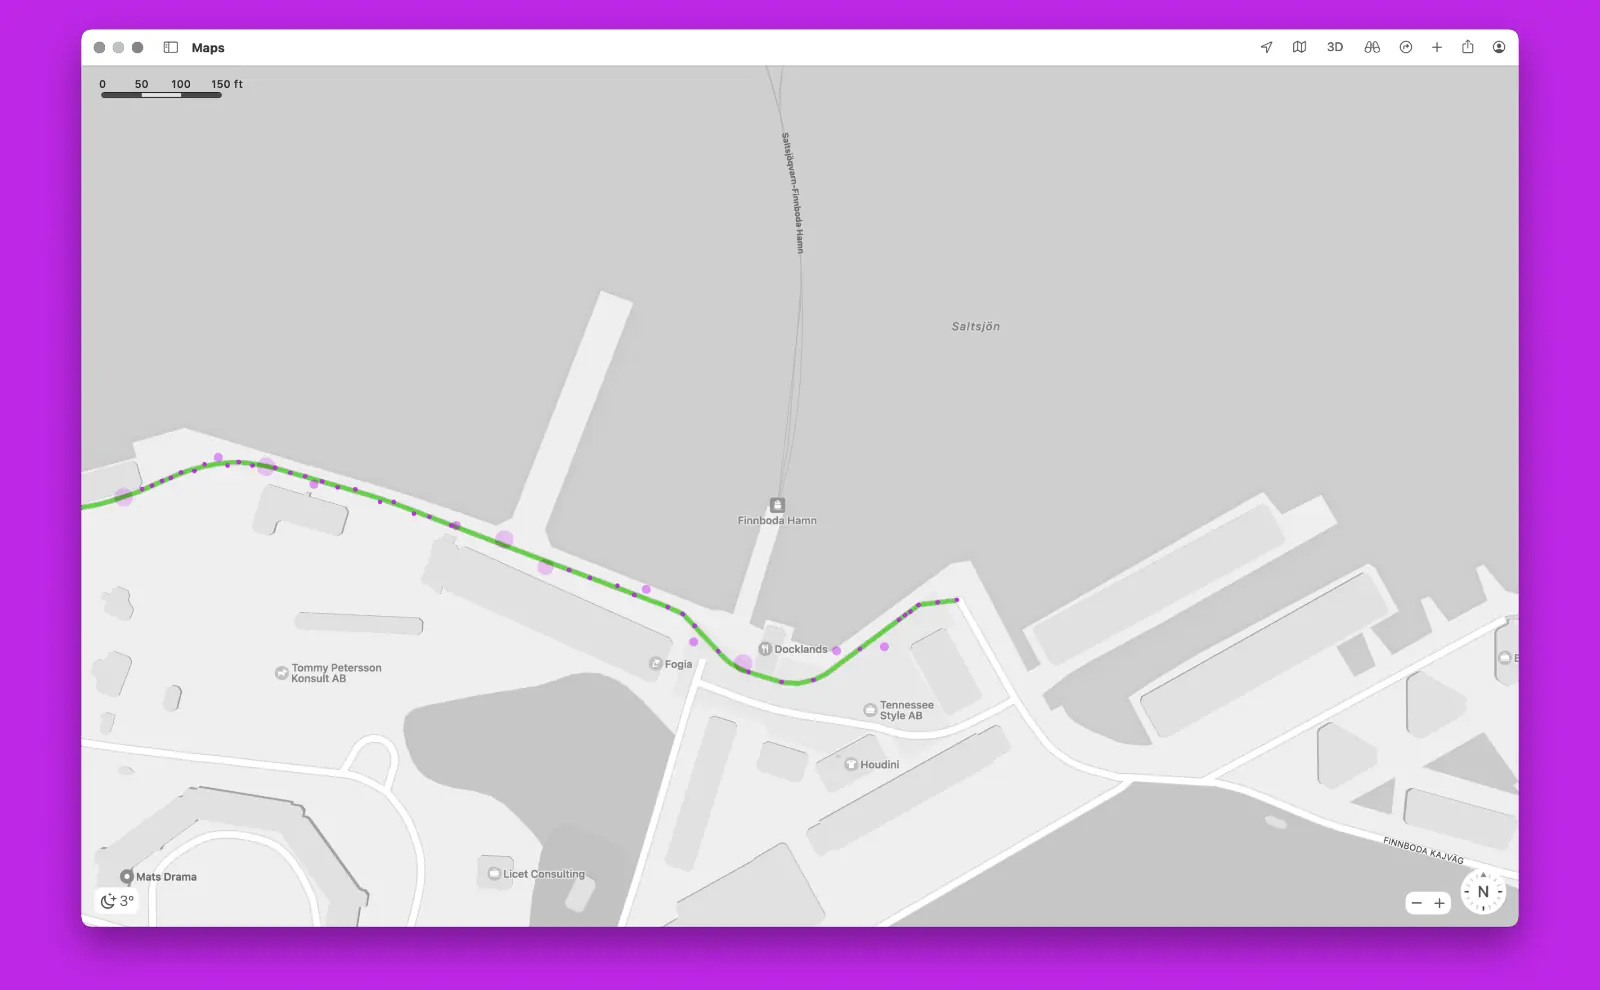 Maps
3D
0 50 100 150 ft
Saltsjöqvarn-Finnboda Hamn
Saltsjön
Finnboda Hamn
Docklands
Fogia
Tommy Petersson
Konsult AB
Tennessee
Style AB
Houdini
FINNBODA KAJVÄG
Licet Consulting
Mats Drama
3°
N